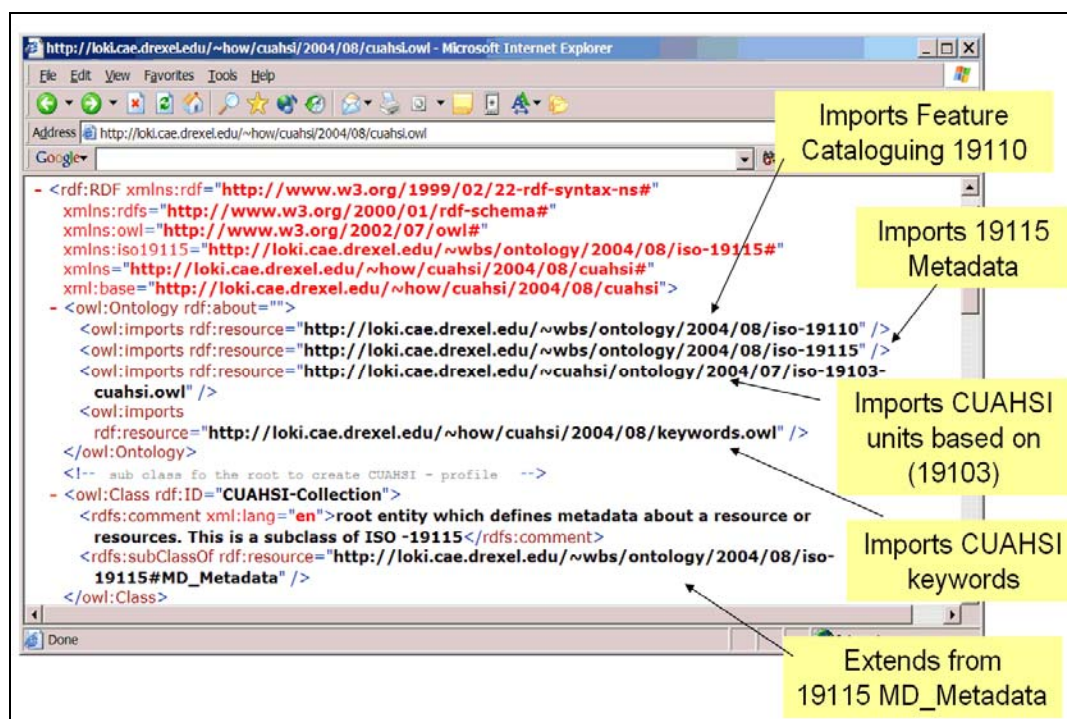 http://loki.cae.drexel.edu/~how/cuahsi/2004/08/cuahsi.owl - Microsoft Internet Explorer
File Edit View Favorites Tools Help
Address http://loki.cae.drexel.edu/~how/cuahsi/2004/08/cuahsi.owl
Google
- <rdf:RDF xmlns:rdf="http://www.w3.org/1999/02/22-rdf-syntax-ns#"
xmlns:rdfs="http://www.w3.org/2000/01/rdf-schema#"
xmlns:owl="http://www.w3.org/2002/07/owl#"
xmlns:iso19115="http://loki.cae.drexel.edu/~wbs/ontology/2004/08/iso-19115#"
xmlns="http://loki.cae.drexel.edu/~how/cuahsi/2004/08/cuahsi#"
xml:base="http://loki.cae.drexel.edu/~how/cuahsi/2004/08/cuahsi">
- <owl:Ontology rdf:about="">
<owl:imports rdf:resource="http://loki.cae.drexel.edu/~wbs/ontology/2004/08/iso-19110" />
<owl:imports rdf:resource="http://loki.cae.drexel.edu/~wbs/ontology/2004/08/iso-19115" />
<owl:imports rdf:resource="http://loki.cae.drexel.edu/~cuahsi/ontology/2004/07/iso-19103-
cuahsi.owl" />
<owl:imports
rdf:resource="http://loki.cae.drexel.edu/~how/cuahsi/2004/08/keywords.owl" />
</owl:Ontology>
<!-- sub class fo the root to create CUAHSI - profile -->
- <owl:Class rdf:ID="CUAHSI-Collection">
<rdfs:comment xml:lang="en">root entity which defines metadata about a resource or
resources. This is a subclass of ISO -19115</rdfs:comment>
<rdfs:subClassOf rdf:resource="http://loki.cae.drexel.edu/~wbs/ontology/2004/08/iso-
19115#MD_Metadata" />
</owl:Class>
Done
Imports Feature
Cataloguing 19110
Imports 19115
Metadata
Imports CUAHSI
units based on
(19103)
Imports CUAHSI
keywords
Extends from
19115 MD_Metadata